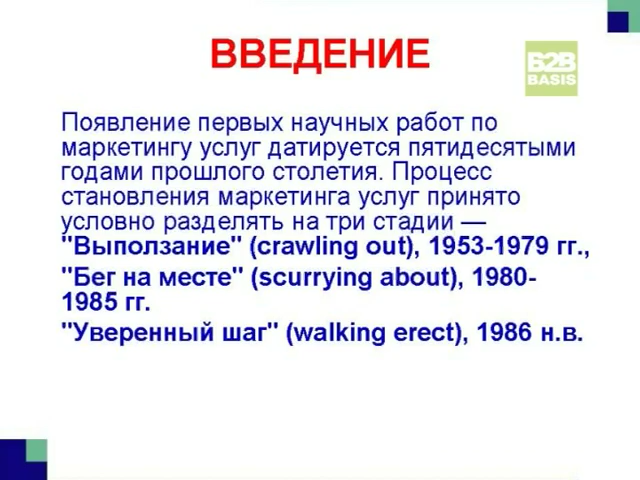 ВВЕДЕНИЕ
Б2В
BASIS
Появление первых научных работ по
маркетингу услуг датируется пятидесятыми
годами прошлого столетия. Процесс
становления маркетинга услуг принято
условно разделять на три стадии —
"Выползание" (crawling out), 1953-1979 гг.,
"Бег на месте" (scurrying about), 1980-
1985 гг.
"Уверенный шаг" (walking erect), 1986 н.в.